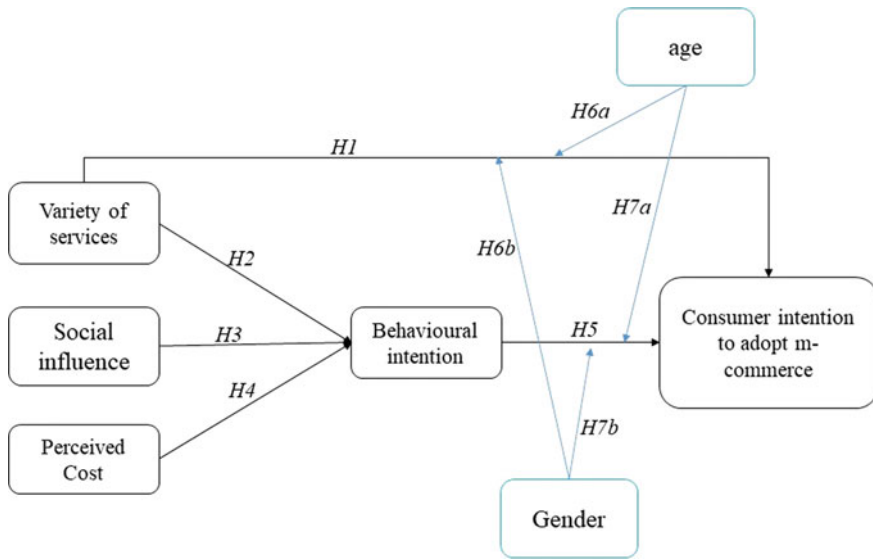 age
H6a
H1
Variety of
services
H7a
H2
H6b
Social
influence
H3
Behavioural
intention
H5
Consumer intention
to adopt m-
commerce
H4
Perceived
Cost
H7b
Gender